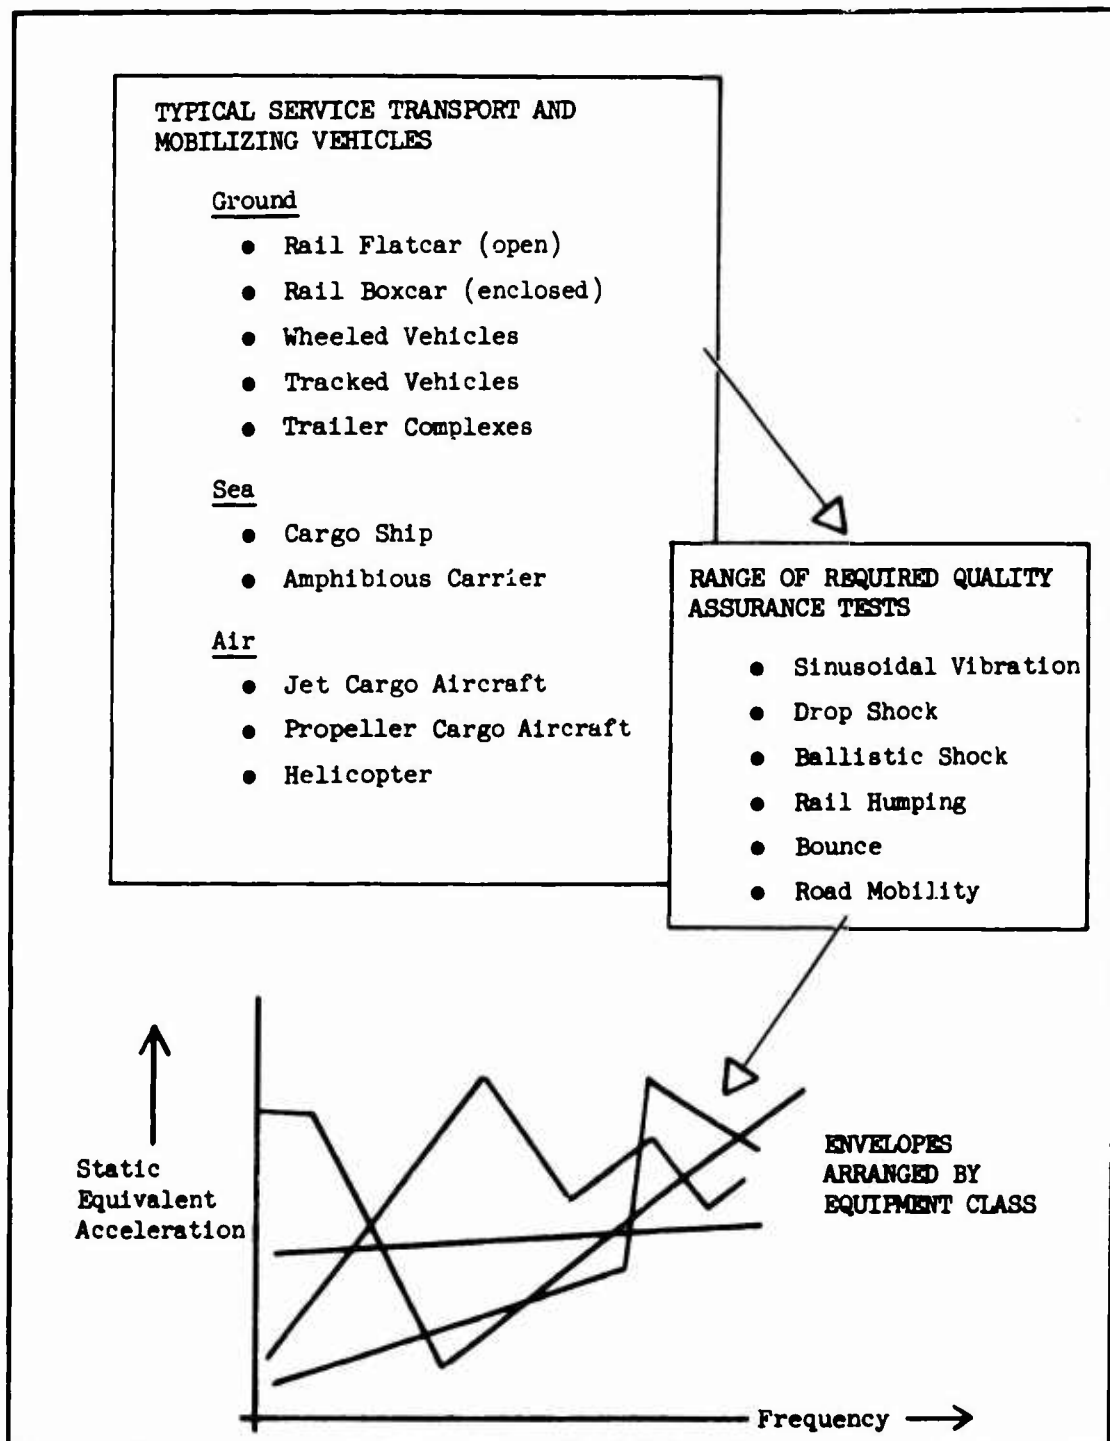 TYPICAL SERVICE TRANSPORT AND
MOBILIZING VEHICLES
Ground
● Rail Flatcar (open)
● Rail Boxcar (enclosed)
● Wheeled Vehicles
● Tracked Vehicles
● Trailer Complexes
Sea
● Cargo Ship
● Amphibious Carrier
Air
● Jet Cargo Aircraft
● Propeller Cargo Aircraft
● Helicopter
RANGE OF REQUIRED QUALITY
ASSURANCE TESTS
● Sinusoidal Vibration
● Drop Shock
● Ballistic Shock
● Rail Humping
● Bounce
● Road Mobility
Static
Equivalent
Acceleration
ENVELOPES
ARRANGED BY
EQUIPMENT CLASS
Frequency